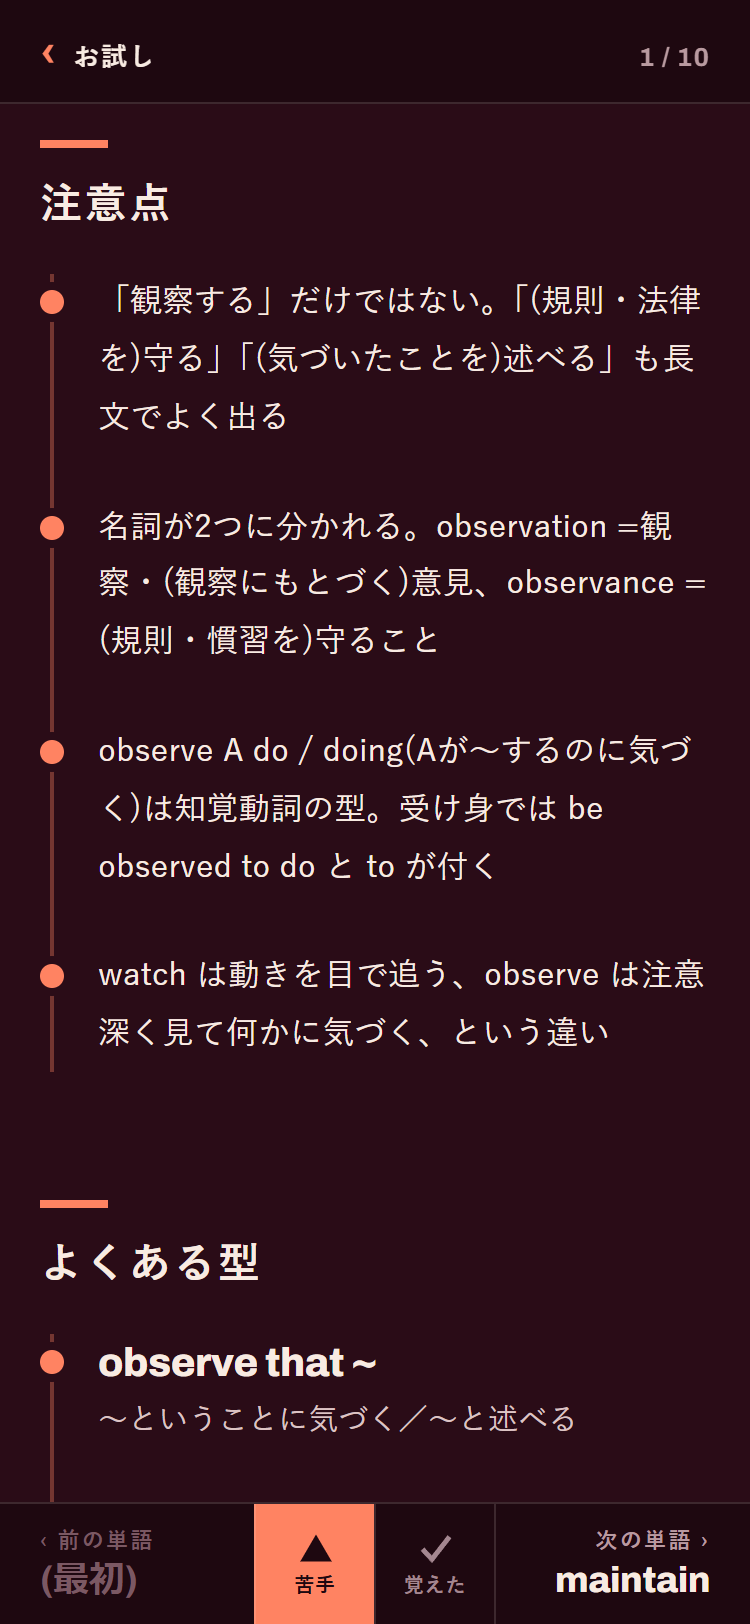 ‹ お試し
1 / 10
注意点
「観察する」だけではない。「(規則・法律
を)守る」「(気づいたことを)述べる」も長
文でよく出る
名詞が2つに分かれる。observation =観
察・(観察にもとづく)意見、observance =
(規則・慣習を)守ること
observe A do / doing(Aが〜するのに気づ
く)は知覚動詞の型。受け身では be
observed to do と to が付く
watch は動きを目で追う、observe は注意
深く見て何かに気づく、という違い
よくある型
observe that ~
〜ということに気づく／〜と述べる
‹ 前の単語
(最初)
▲
苦手
✓
覚えた
次の単語 ›
maintain